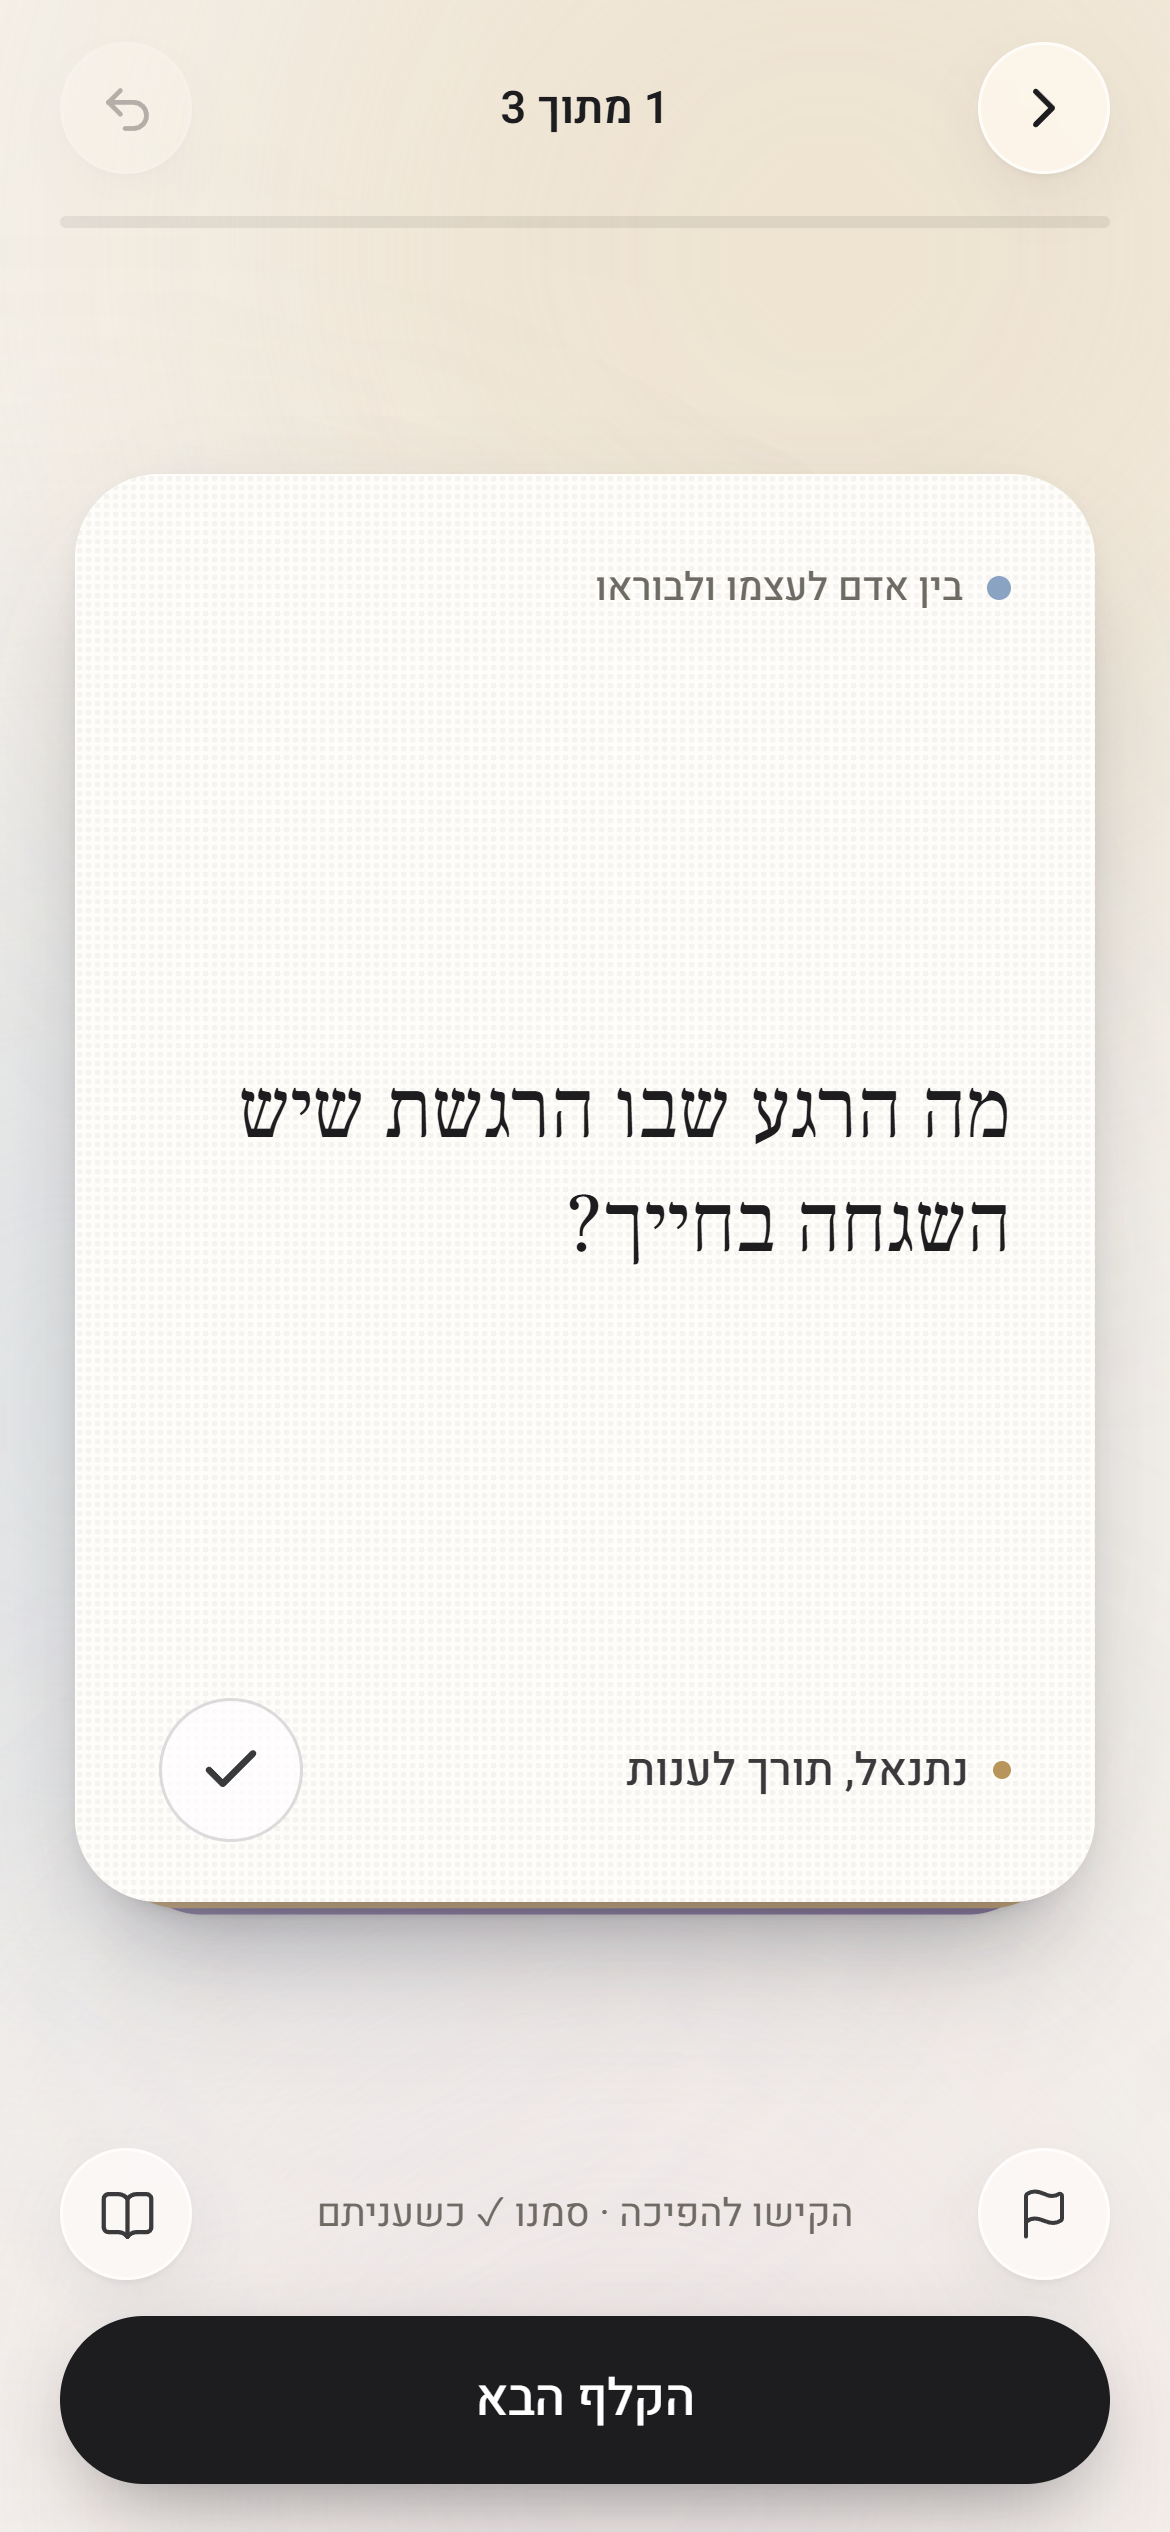 1 מתוך 3
בין אדם לעצמו ולבוראו
מה הרגע שבו הרגשת שיש
השגחה בחייך?
נתנאל, תורך לענות
הקישו להפיכה · סמנו ✓ כשעניתם
הקלף הבא